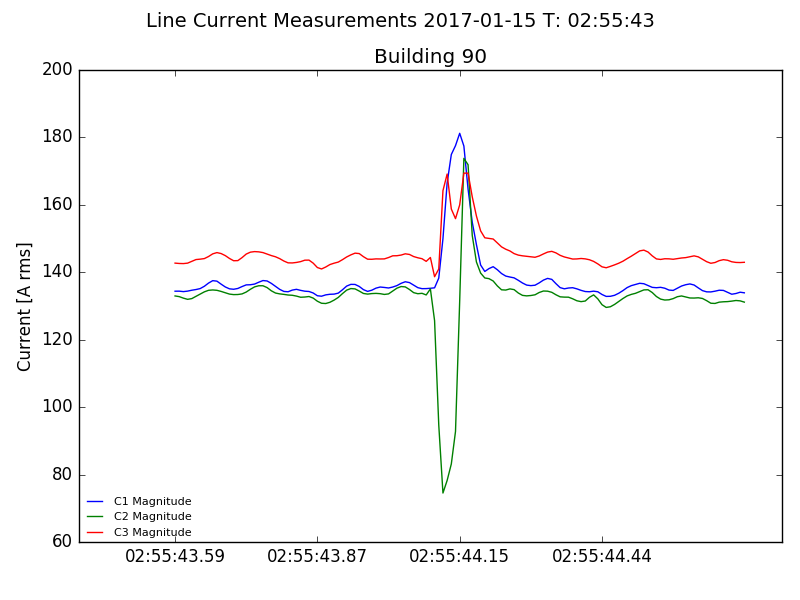 Line Current Measurements 2017-01-15 T: 02:55:43
Building 90
200
180
160
140
120
100
80
60
Current [A rms]
C1 Magnitude
C2 Magnitude
C3 Magnitude
02:55:43.59 02:55:43.87 02:55:44.15 02:55:44.44